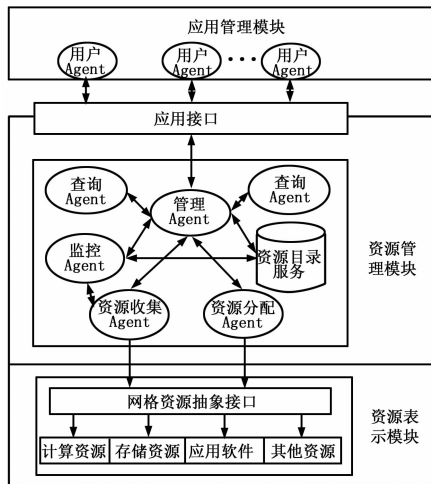 应用管理模块
用户
Agent
用户
Agent
···
用户
Agent
应用接口
查询
Agent
查询
Agent
管理
Agent
监控
Agent
资源目录
服务
资源管
理模块
资源收集
Agent
资源分配
Agent
网格资源抽象接口
资源表
示模块
计算资源
存储资源
应用软件
其他资源